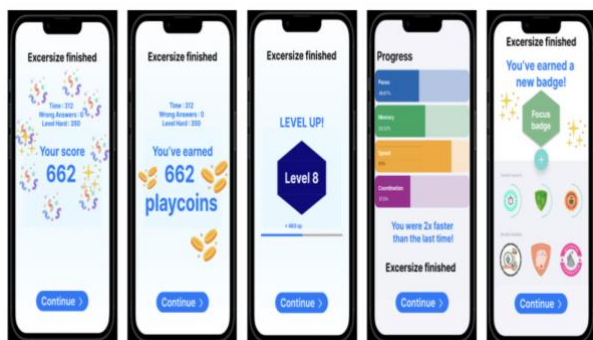 Excersize finished
Time : 312
Wrong Answers : 0
Level Hard : 350
Your score
662
Continue >
Excersize finished
Time : 312
Wrong Answers : 0
Level Hard : 350
You've earned
662
playcoins
Continue >
Excersize finished
LEVEL UP!
Level 8
Continue >
Progress
Focus
Memory
Speed
Coordination
You were 2x faster
than the last time!
Excersize finished
Continue >
Excersize finished
You've earned a
new badge!
Focus
badge
+
Continue >